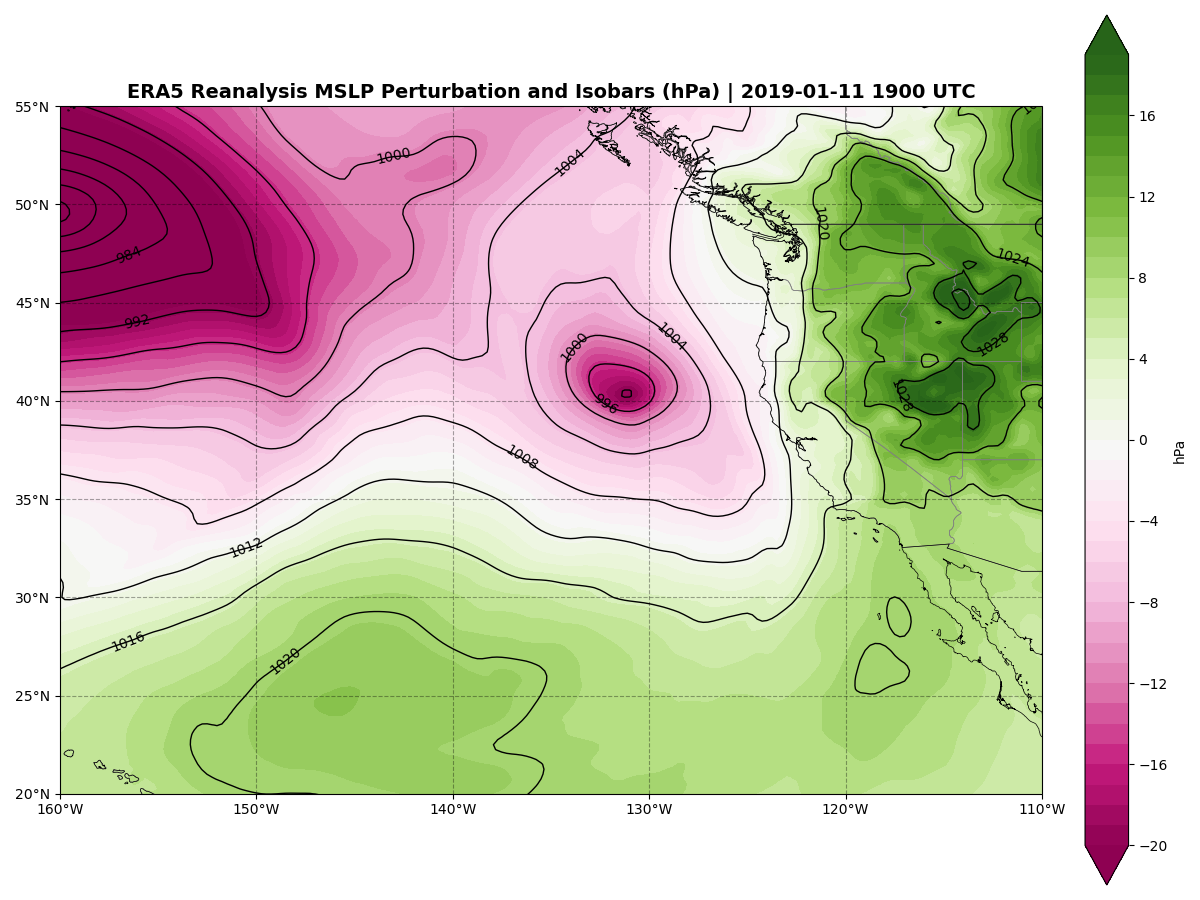 ERA5 Reanalysis MSLP Perturbation and Isobars (hPa) | 2019-01-11 1900 UTC
55°N
50°N
45°N
40°N
35°N
30°N
25°N
20°N
160°W 150°W 140°W 130°W 120°W 110°W
1000
1004
1020
1024
984
992
1004
1000
996
1028
1028
1008
1012
1016
1020
16
12
8
4
0
−4
−8
−12
−16
−20
hPa